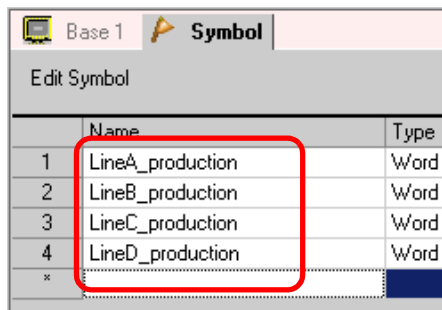 Base 1 Symbol
Edit Symbol
Name Type
1 LineA_production Word
2 LineB_production Word
3 LineC_production Word
4 LineD_production Word
*